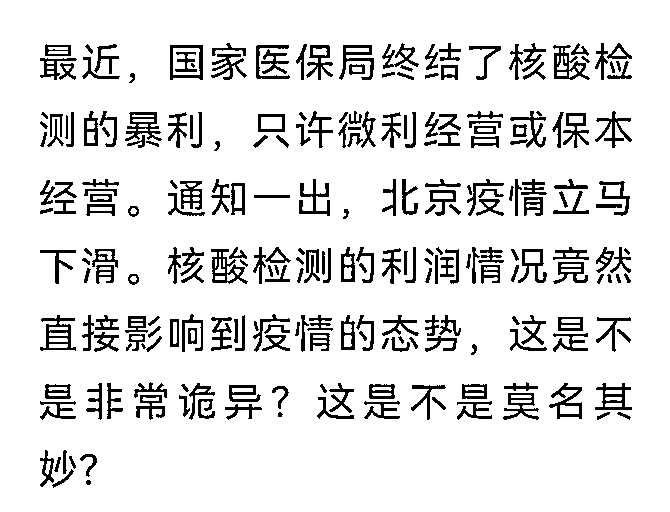 最近，国家医保局终结了核酸检
测的暴利，只许微利经营或保本
经营。通知一出，北京疫情立马
下滑。核酸检测的利润情况竟然
直接影响到疫情的态势，这是不
是非常诡异？这是不是莫名其
妙？